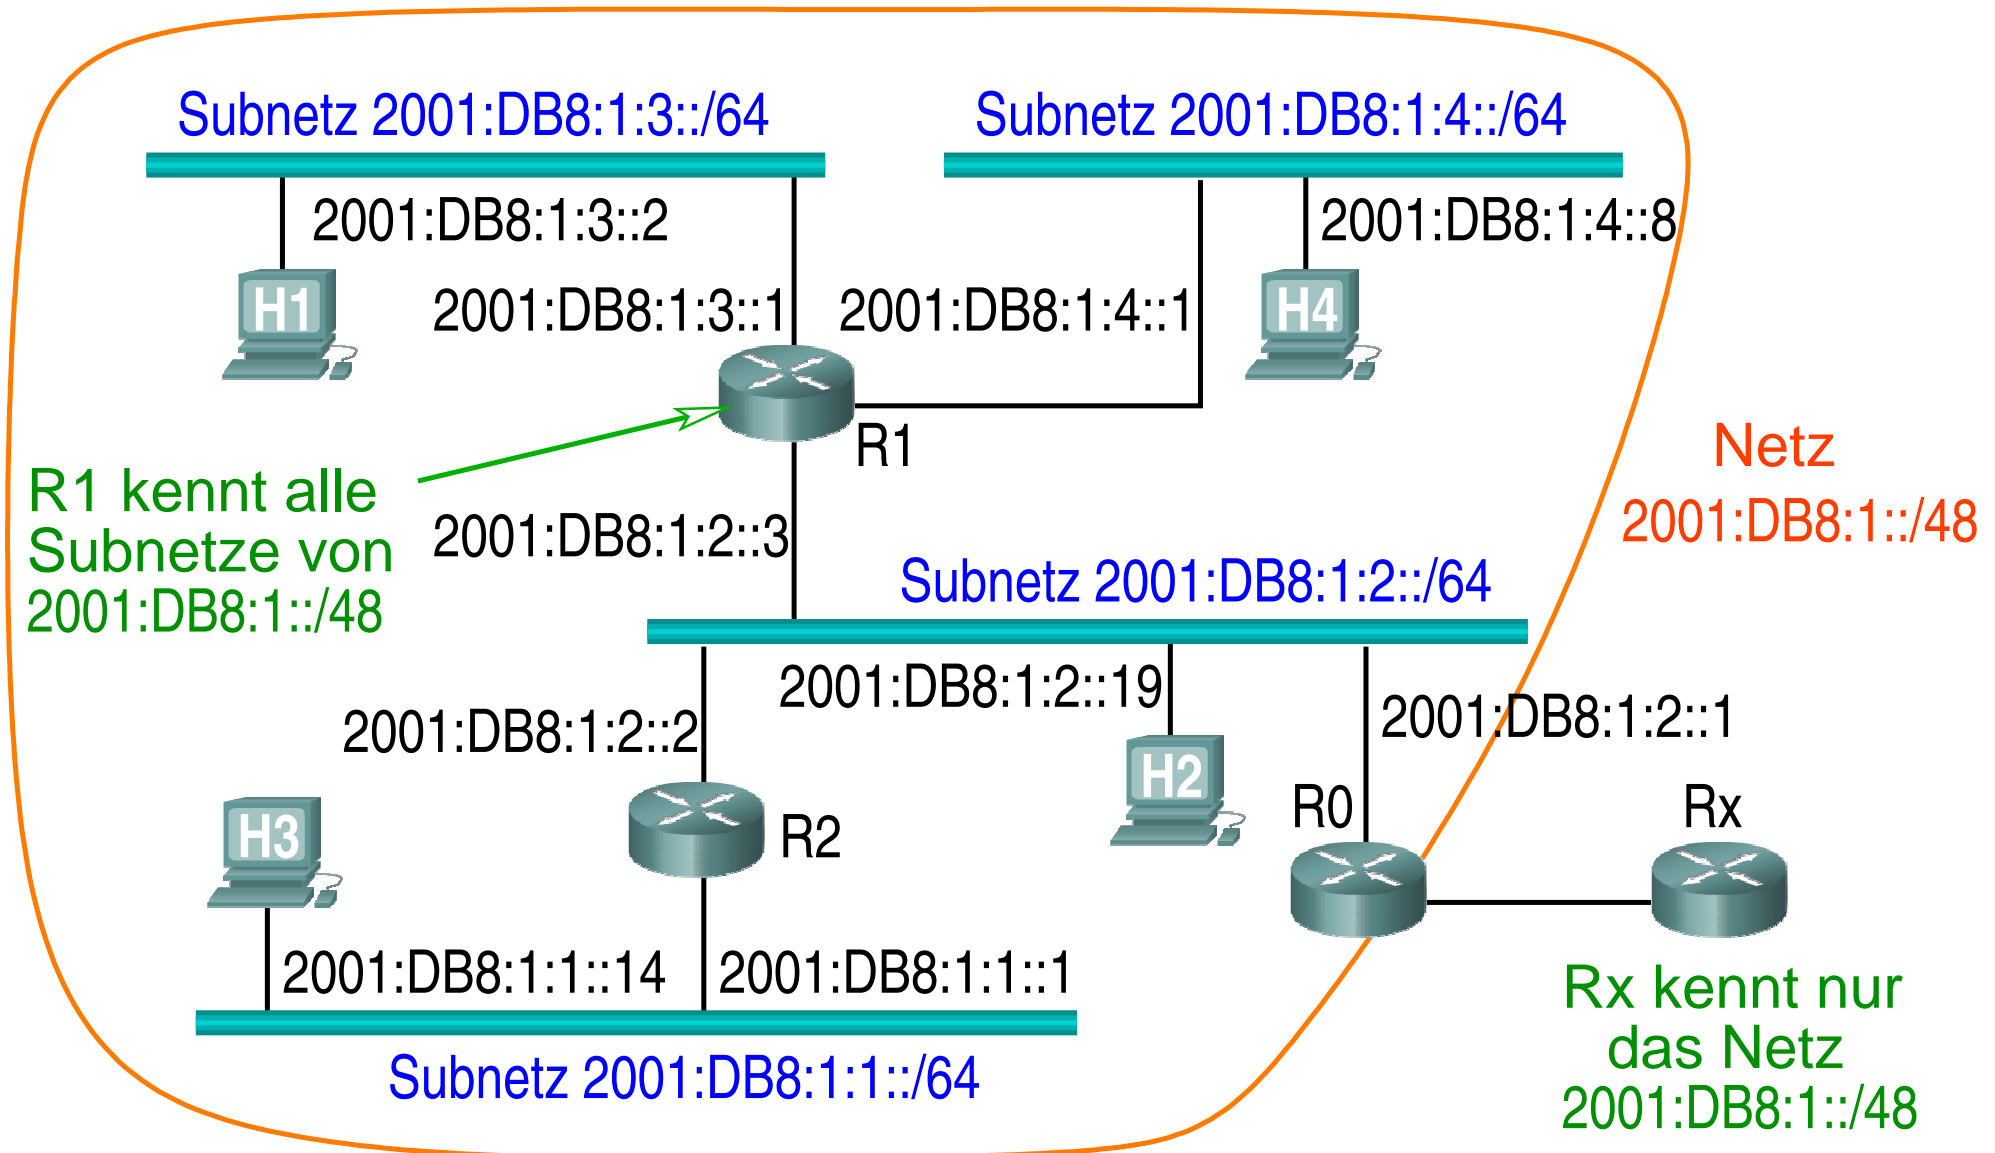 Subnetz 2001:DB8:1:3::/64
Subnetz 2001:DB8:1:4::/64
2001:DB8:1:3::2
2001:DB8:1:4::8
H1
2001:DB8:1:3::1
2001:DB8:1:4::1
H4
R1
Netz
2001:DB8:1::/48
R1 kennt alle
Subnetze von
2001:DB8:1::/48
2001:DB8:1:2::3
Subnetz 2001:DB8:1:2::/64
2001:DB8:1:2::19
2001:DB8:1:2::2
2001:DB8:1:2::1
H2
H3
R2
R0
Rx
2001:DB8:1:1::14
2001:DB8:1:1::1
Rx kennt nur
das Netz
2001:DB8:1::/48
Subnetz 2001:DB8:1:1::/64